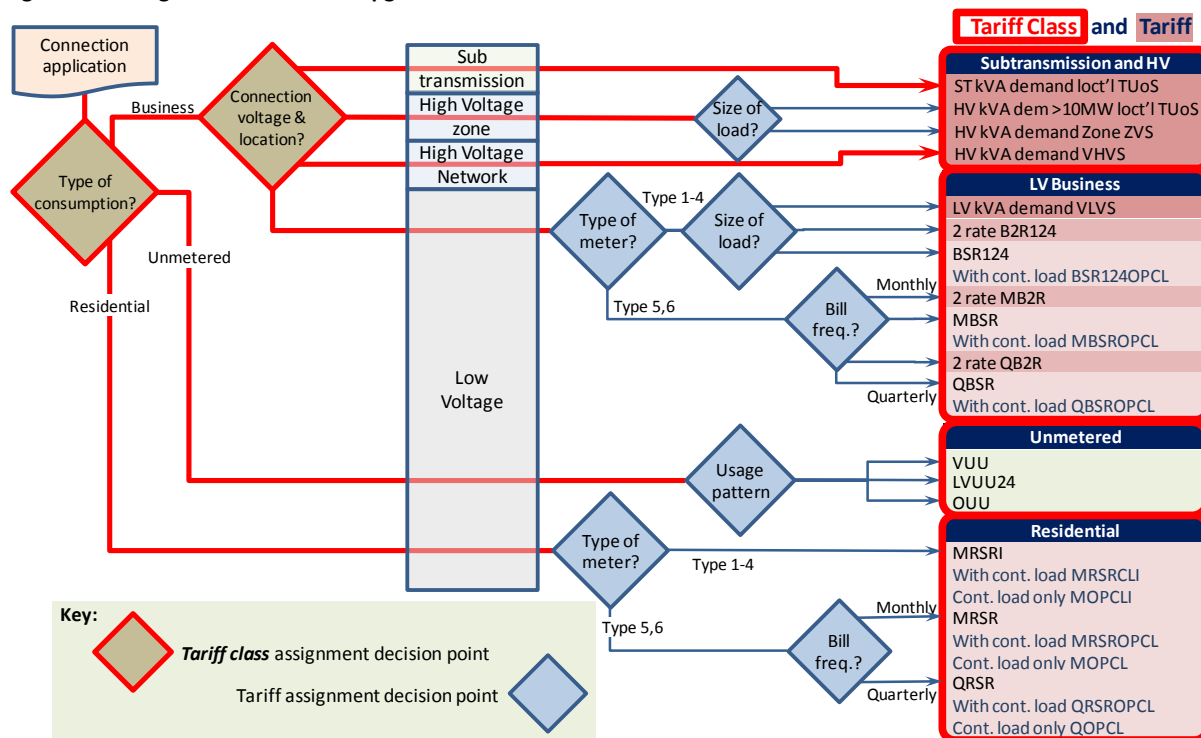 Tariff Class and Tariff
Connection
application
Business
Connection
voltage &
location?
Type of
consumption?
Unmetered
Residential
Sub
transmission
High Voltage
zone
High Voltage
Network
Low
Voltage
Size of
load?
Subtransmission and HV
ST kVA demand loct'l TUoS
HV kVA dem >10MW loct'l TUoS
HV kVA demand Zone ZVS
HV kVA demand VHVS
Type of
meter?
Type 1-4
Size of
load?
Type 5,6
Monthly
Bill
freq.?
Quarterly
LV Business
LV kVA demand VLVS
2 rate B2R124
BSR124
With cont. load BSR124OPCL
2 rate MB2R
MBSR
With cont. load MBSROPCL
2 rate QB2R
QBSR
With cont. load QBSROPCL
Usage
pattern
Unmetered
VUU
LVUU24
OUU
Type of
meter?
Type 1-4
Type 5,6
Monthly
Bill
freq.?
Quarterly
Residential
MRSRI
With cont. load MRSRCLI
Cont. load only MOPCLI
MRSR
With cont. load MRSROPCL
Cont. load only MOPCL
QRSR
With cont. load QRSROPCL
Cont. load only QOPCL
Key:
Tariff class assignment decision point
Tariff assignment decision point